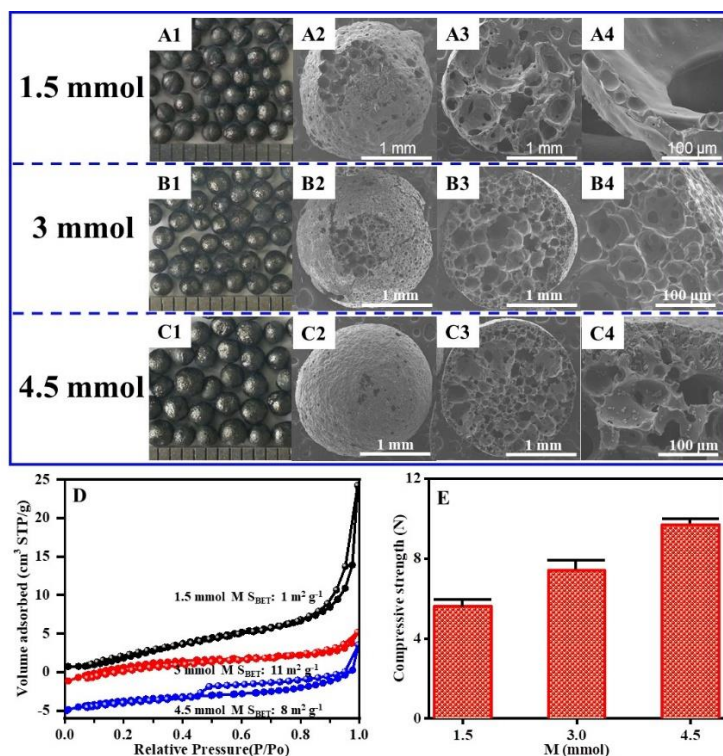 1.5 mmol
A1
A2
A3
A4
1 mm
1 mm
100 μm
3 mmol
B1
B2
B3
B4
1 mm
1 mm
100 μm
4.5 mmol
C1
C2
C3
C4
1 mm
1 mm
100 μm
D
Volume adsorbed (cm³ STP/g)
25
20
15
10
5
0
-5
1.5 mmol M S_BET: 1 m² g⁻¹
3 mmol M S_BET: 11 m² g⁻¹
4.5 mmol M S_BET: 8 m² g⁻¹
0.0 0.2 0.4 0.6 0.8 1.0
Relative Pressure(P/Po)
E
Compressive strength (N)
12
8
4
0
1.5 3.0 4.5
M (mmol)